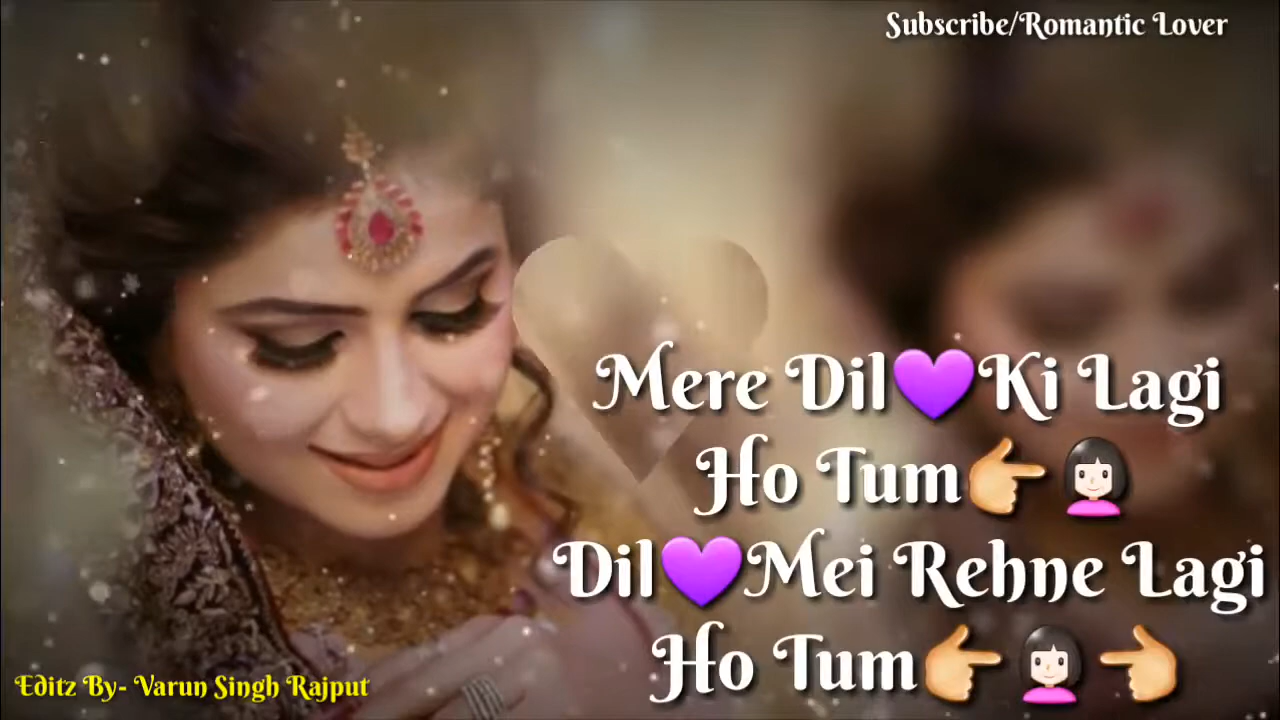 Subscribe/Romantic Lover
Mere Dil💜Ki Lagi
Ho Tum👉👩🏻
Dil💜Mei Rehne Lagi
Ho Tum👉👩🏻👈
Editz By- Varun Singh Rajput